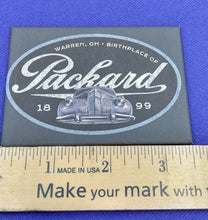 WARREN, OH • BIRTHPLACE OF
Packard
18 99
1 MADE IN USA 2 3
Make your mark with t